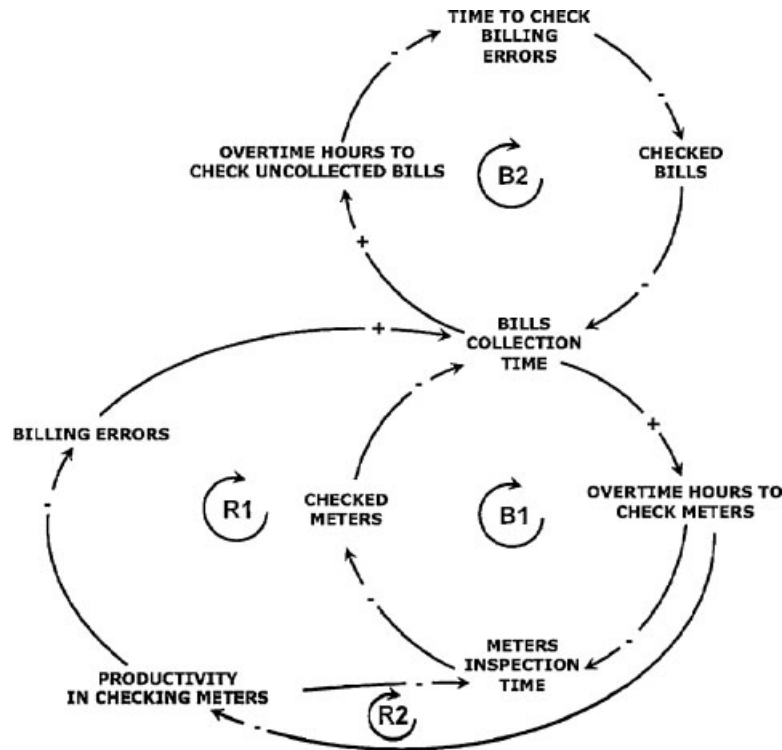 TIME TO CHECK
BILLING
ERRORS
-
-
OVERTIME HOURS TO
CHECK UNCOLLECTED BILLS
B2
CHECKED
BILLS
+
-
BILLS
COLLECTION
TIME
+
-
+
BILLING ERRORS
-
R1
CHECKED
METERS
B1
OVERTIME HOURS TO
CHECK METERS
-
-
METERS
INSPECTION
TIME
PRODUCTIVITY
IN CHECKING METERS
-
R2
-